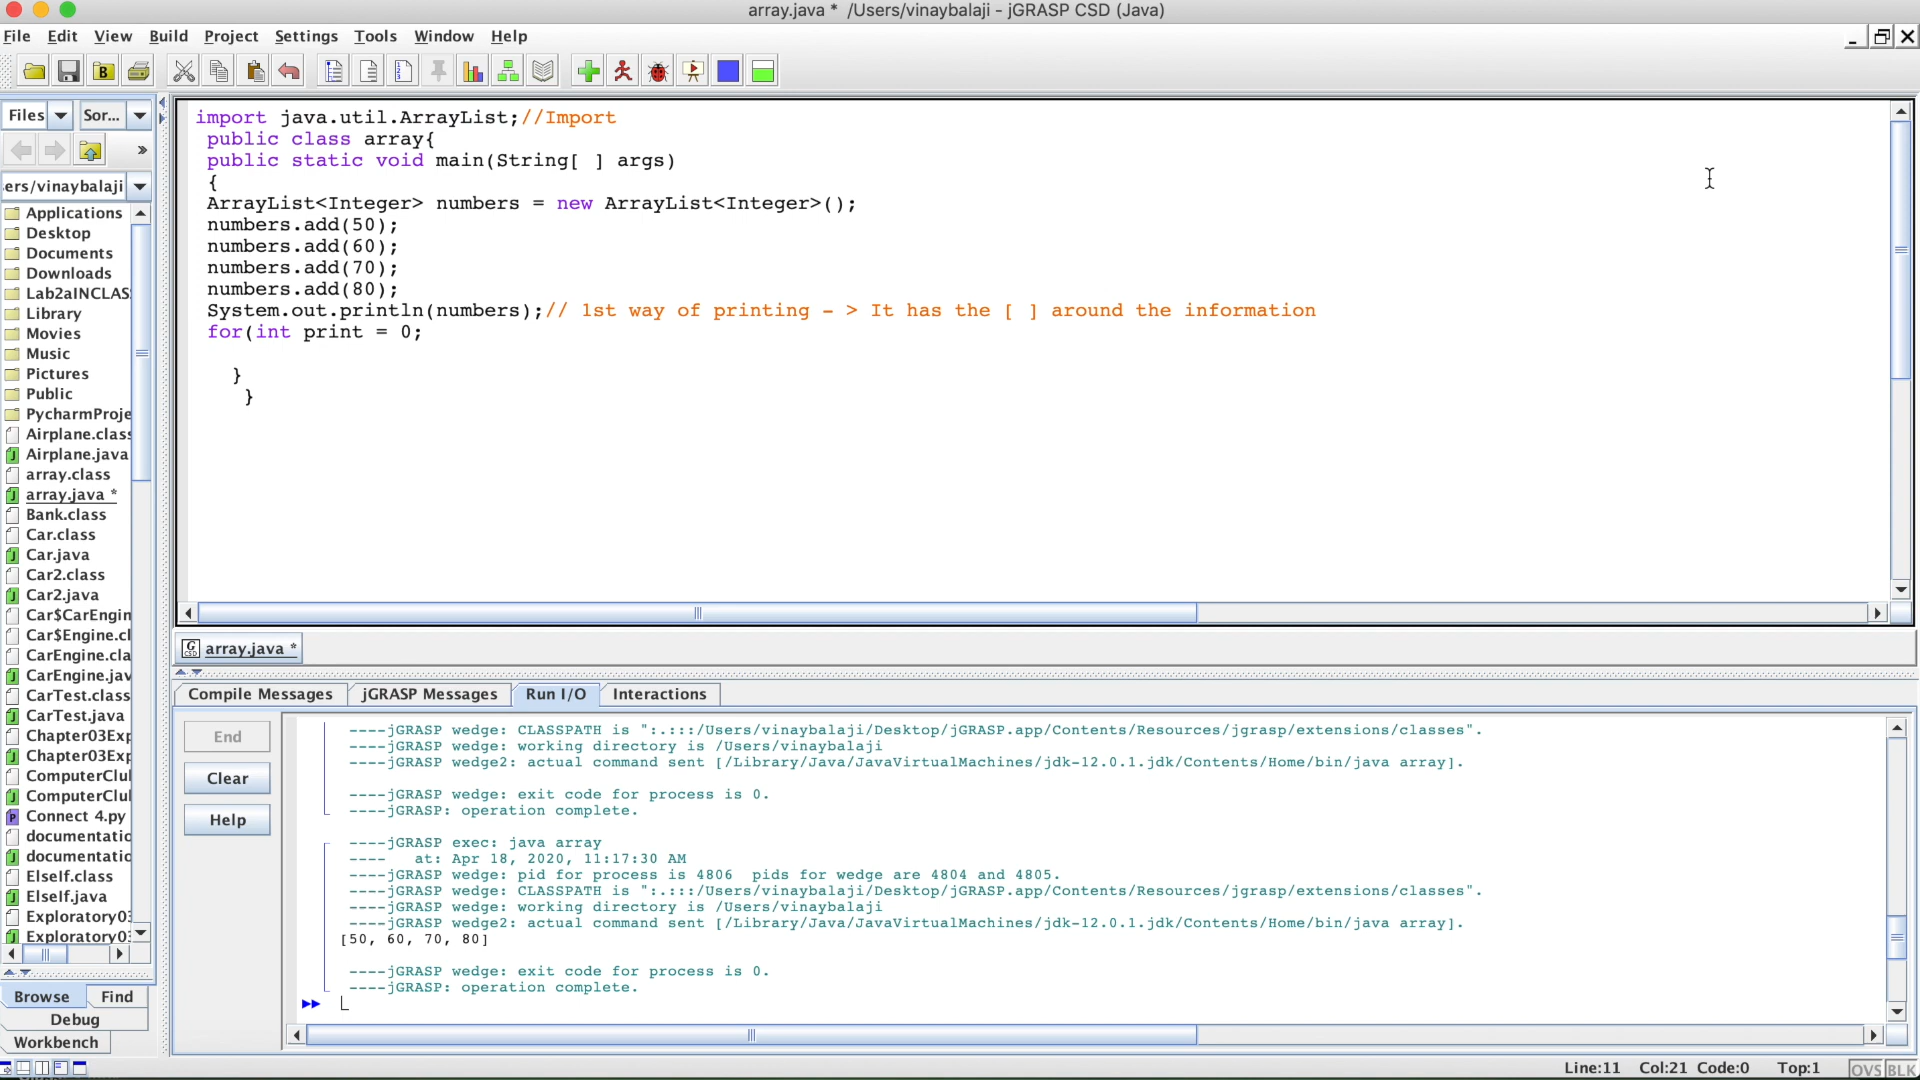 array.java * /Users/vinaybalaji - jGRASP CSD (Java)
File Edit View Build Project Settings Tools Window Help
Files Sor...
ers/vinaybalaji
Applications
Desktop
Documents
Downloads
Lab2aINCLAS
Library
Movies
Music
Pictures
Public
PycharmProje
Airplane.class
Airplane.java
array.class
array.java *
Bank.class
Car.class
Car.java
Car2.class
Car2.java
Car$CarEngin
Car$Engine.cl
CarEngine.cla
CarEngine.jav
CarTest.class
CarTest.java
Chapter03Exp
Chapter03Exp
ComputerClu
ComputerClu
Connect 4.py
documentatio
documentatio
ElseIf.class
ElseIf.java
Exploratory03
Exploratory03
Browse Find
Debug
Workbench
import java.util.ArrayList;//Import
public class array{
public static void main(String[ ] args)
{
ArrayList<Integer> numbers = new ArrayList<Integer>();
numbers.add(50);
numbers.add(60);
numbers.add(70);
numbers.add(80);
System.out.println(numbers);// 1st way of printing - > It has the [ ] around the information
for(int print = 0;
}
}
array.java *
Compile Messages jGRASP Messages Run I/O Interactions
End
Clear
Help
----jGRASP wedge: CLASSPATH is ":.:::/Users/vinaybalaji/Desktop/jGRASP.app/Contents/Resources/jgrasp/extensions/classes".
----jGRASP wedge: working directory is /Users/vinaybalaji
----jGRASP wedge2: actual command sent [/Library/Java/JavaVirtualMachines/jdk-12.0.1.jdk/Contents/Home/bin/java array].
----jGRASP wedge: exit code for process is 0.
----jGRASP: operation complete.
----jGRASP exec: java array
---- at: Apr 18, 2020, 11:17:30 AM
----jGRASP wedge: pid for process is 4806 pids for wedge are 4804 and 4805.
----jGRASP wedge: CLASSPATH is ":.:::/Users/vinaybalaji/Desktop/jGRASP.app/Contents/Resources/jgrasp/extensions/classes".
----jGRASP wedge: working directory is /Users/vinaybalaji
----jGRASP wedge2: actual command sent [/Library/Java/JavaVirtualMachines/jdk-12.0.1.jdk/Contents/Home/bin/java array].
[50, 60, 70, 80]
----jGRASP wedge: exit code for process is 0.
----jGRASP: operation complete.
Line:11 Col:21 Code:0 Top:1 OVS BLK